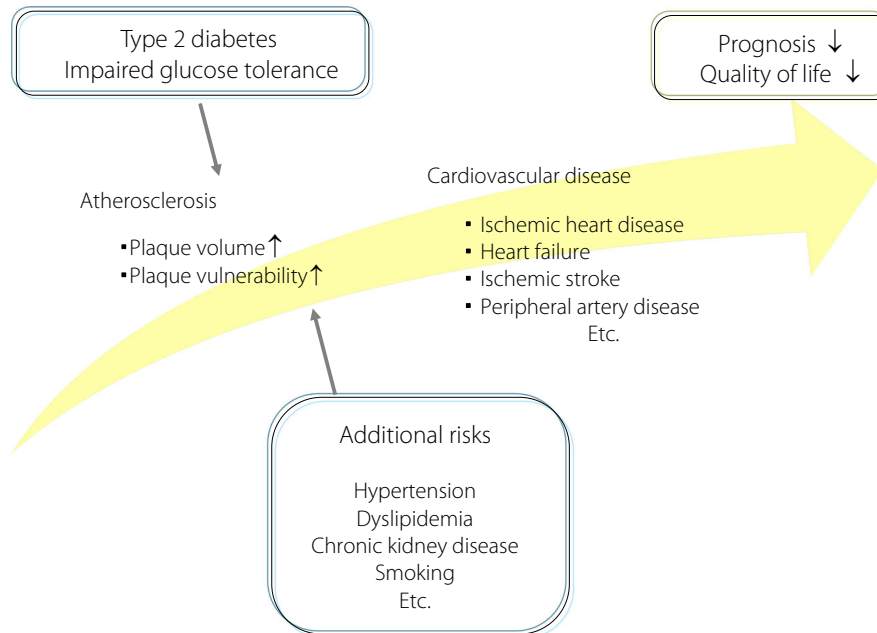 Type 2 diabetes
Impaired glucose tolerance
Prognosis ↓
Quality of life ↓
Atherosclerosis
▪Plaque volume↑
▪Plaque vulnerability↑
Cardiovascular disease
▪ Ischemic heart disease
▪ Heart failure
▪ Ischemic stroke
▪ Peripheral artery disease
Etc.
Additional risks
Hypertension
Dyslipidemia
Chronic kidney disease
Smoking
Etc.